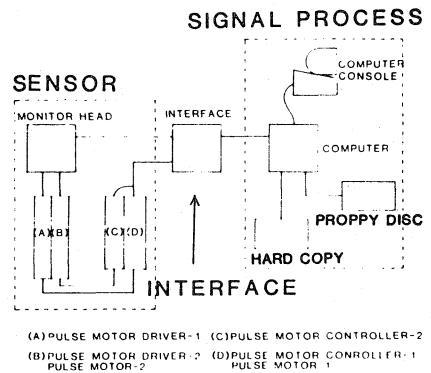 SIGNAL PROCESS
SENSOR
COMPUTER
CONSOLE
MONITOR HEAD
INTERFACE
COMPUTER
(A) (B) (C) (D)
PROPPY DISC
HARD COPY
INTERFACE
(A) PULSE MOTOR DRIVER-1 (C) PULSE MOTOR CONTROLLER-2
(B) PULSE MOTOR DRIVER-2 (D) PULSE MOTOR CONROLLER-1
PULSE MOTOR-2 PULSE MOTOR 1